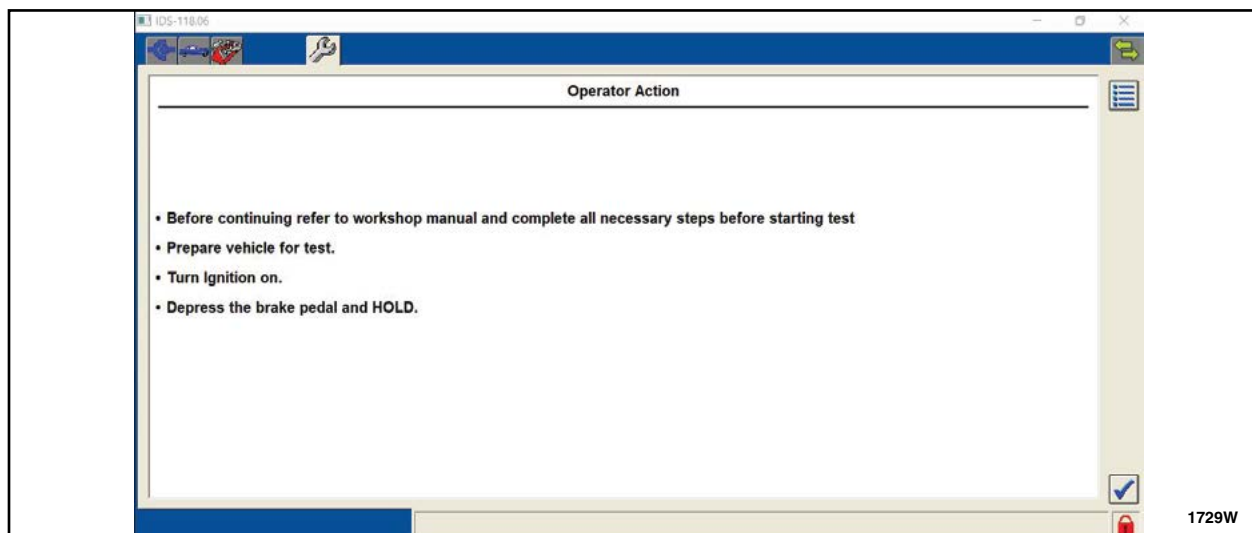 IDS-118.06
Operator Action
• Before continuing refer to workshop manual and complete all necessary steps before starting test
• Prepare vehicle for test.
• Turn Ignition on.
• Depress the brake pedal and HOLD.
1729W